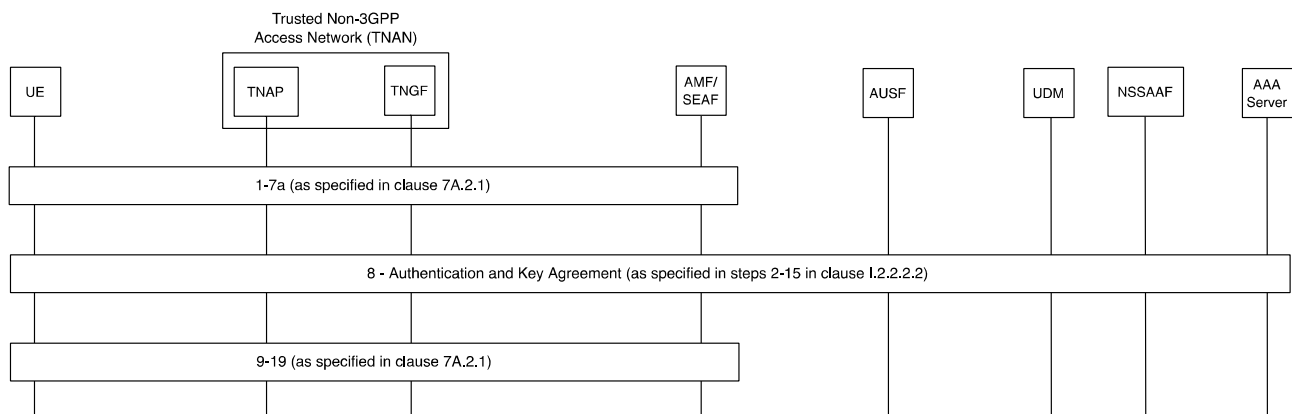 Trusted Non-3GPP
Access Network (TNAN)
UE
TNAP
TNGF
AMF/
SEAF
AUSF
UDM
NSSAAF
AAA
Server
1-7a (as specified in clause 7A.2.1)
8 - Authentication and Key Agreement (as specified in steps 2-15 in clause I.2.2.2.2)
9-19 (as specified in clause 7A.2.1)